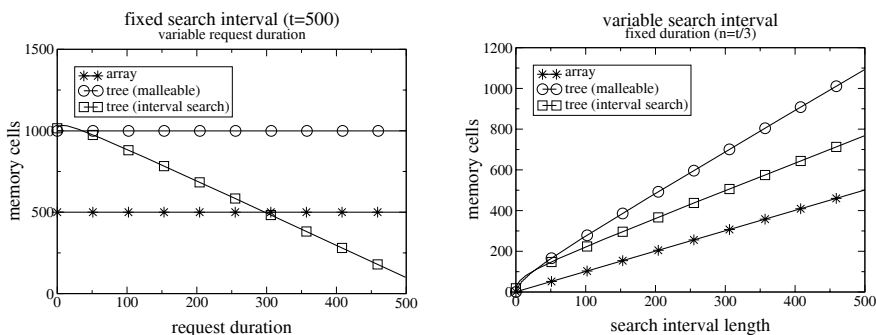 fixed search interval (t=500)
variable request duration
1500
1000
500
0
memory cells
array
tree (malleable)
tree (interval search)
0
100
200
300
400
500
request duration
variable search interval
fixed duration (n=t/3)
1200
1000
800
600
400
200
0
memory cells
array
tree (malleable)
tree (interval search)
0
100
200
300
400
500
search interval length